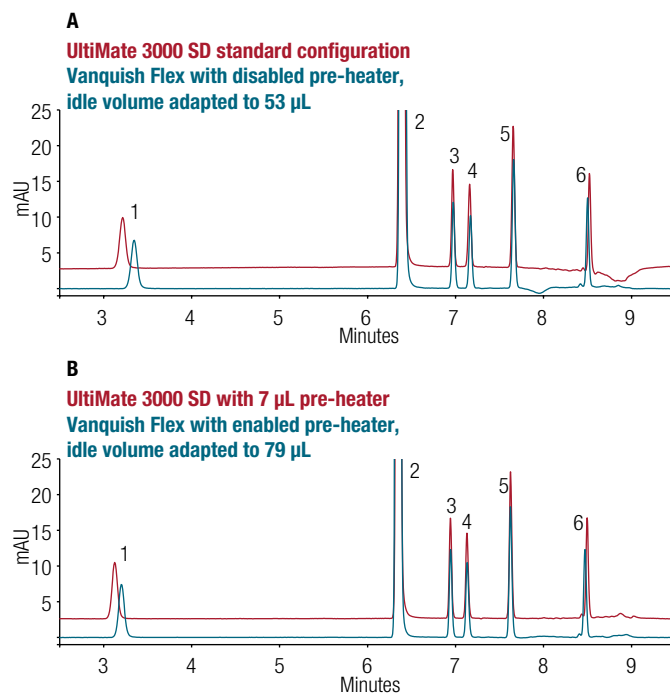 A
UltiMate 3000 SD standard configuration
Vanquish Flex with disabled pre-heater,
idle volume adapted to 53 µL
25
20
15
10
5
mAU
1
2
3
4
5
6
3 4 5 6 7 8 9
Minutes
B
UltiMate 3000 SD with 7 µL pre-heater
Vanquish Flex with enabled pre-heater,
idle volume adapted to 79 µL
25
20
15
10
5
mAU
1
2
3
4
5
6
3 4 5 6 7 8 9
Minutes